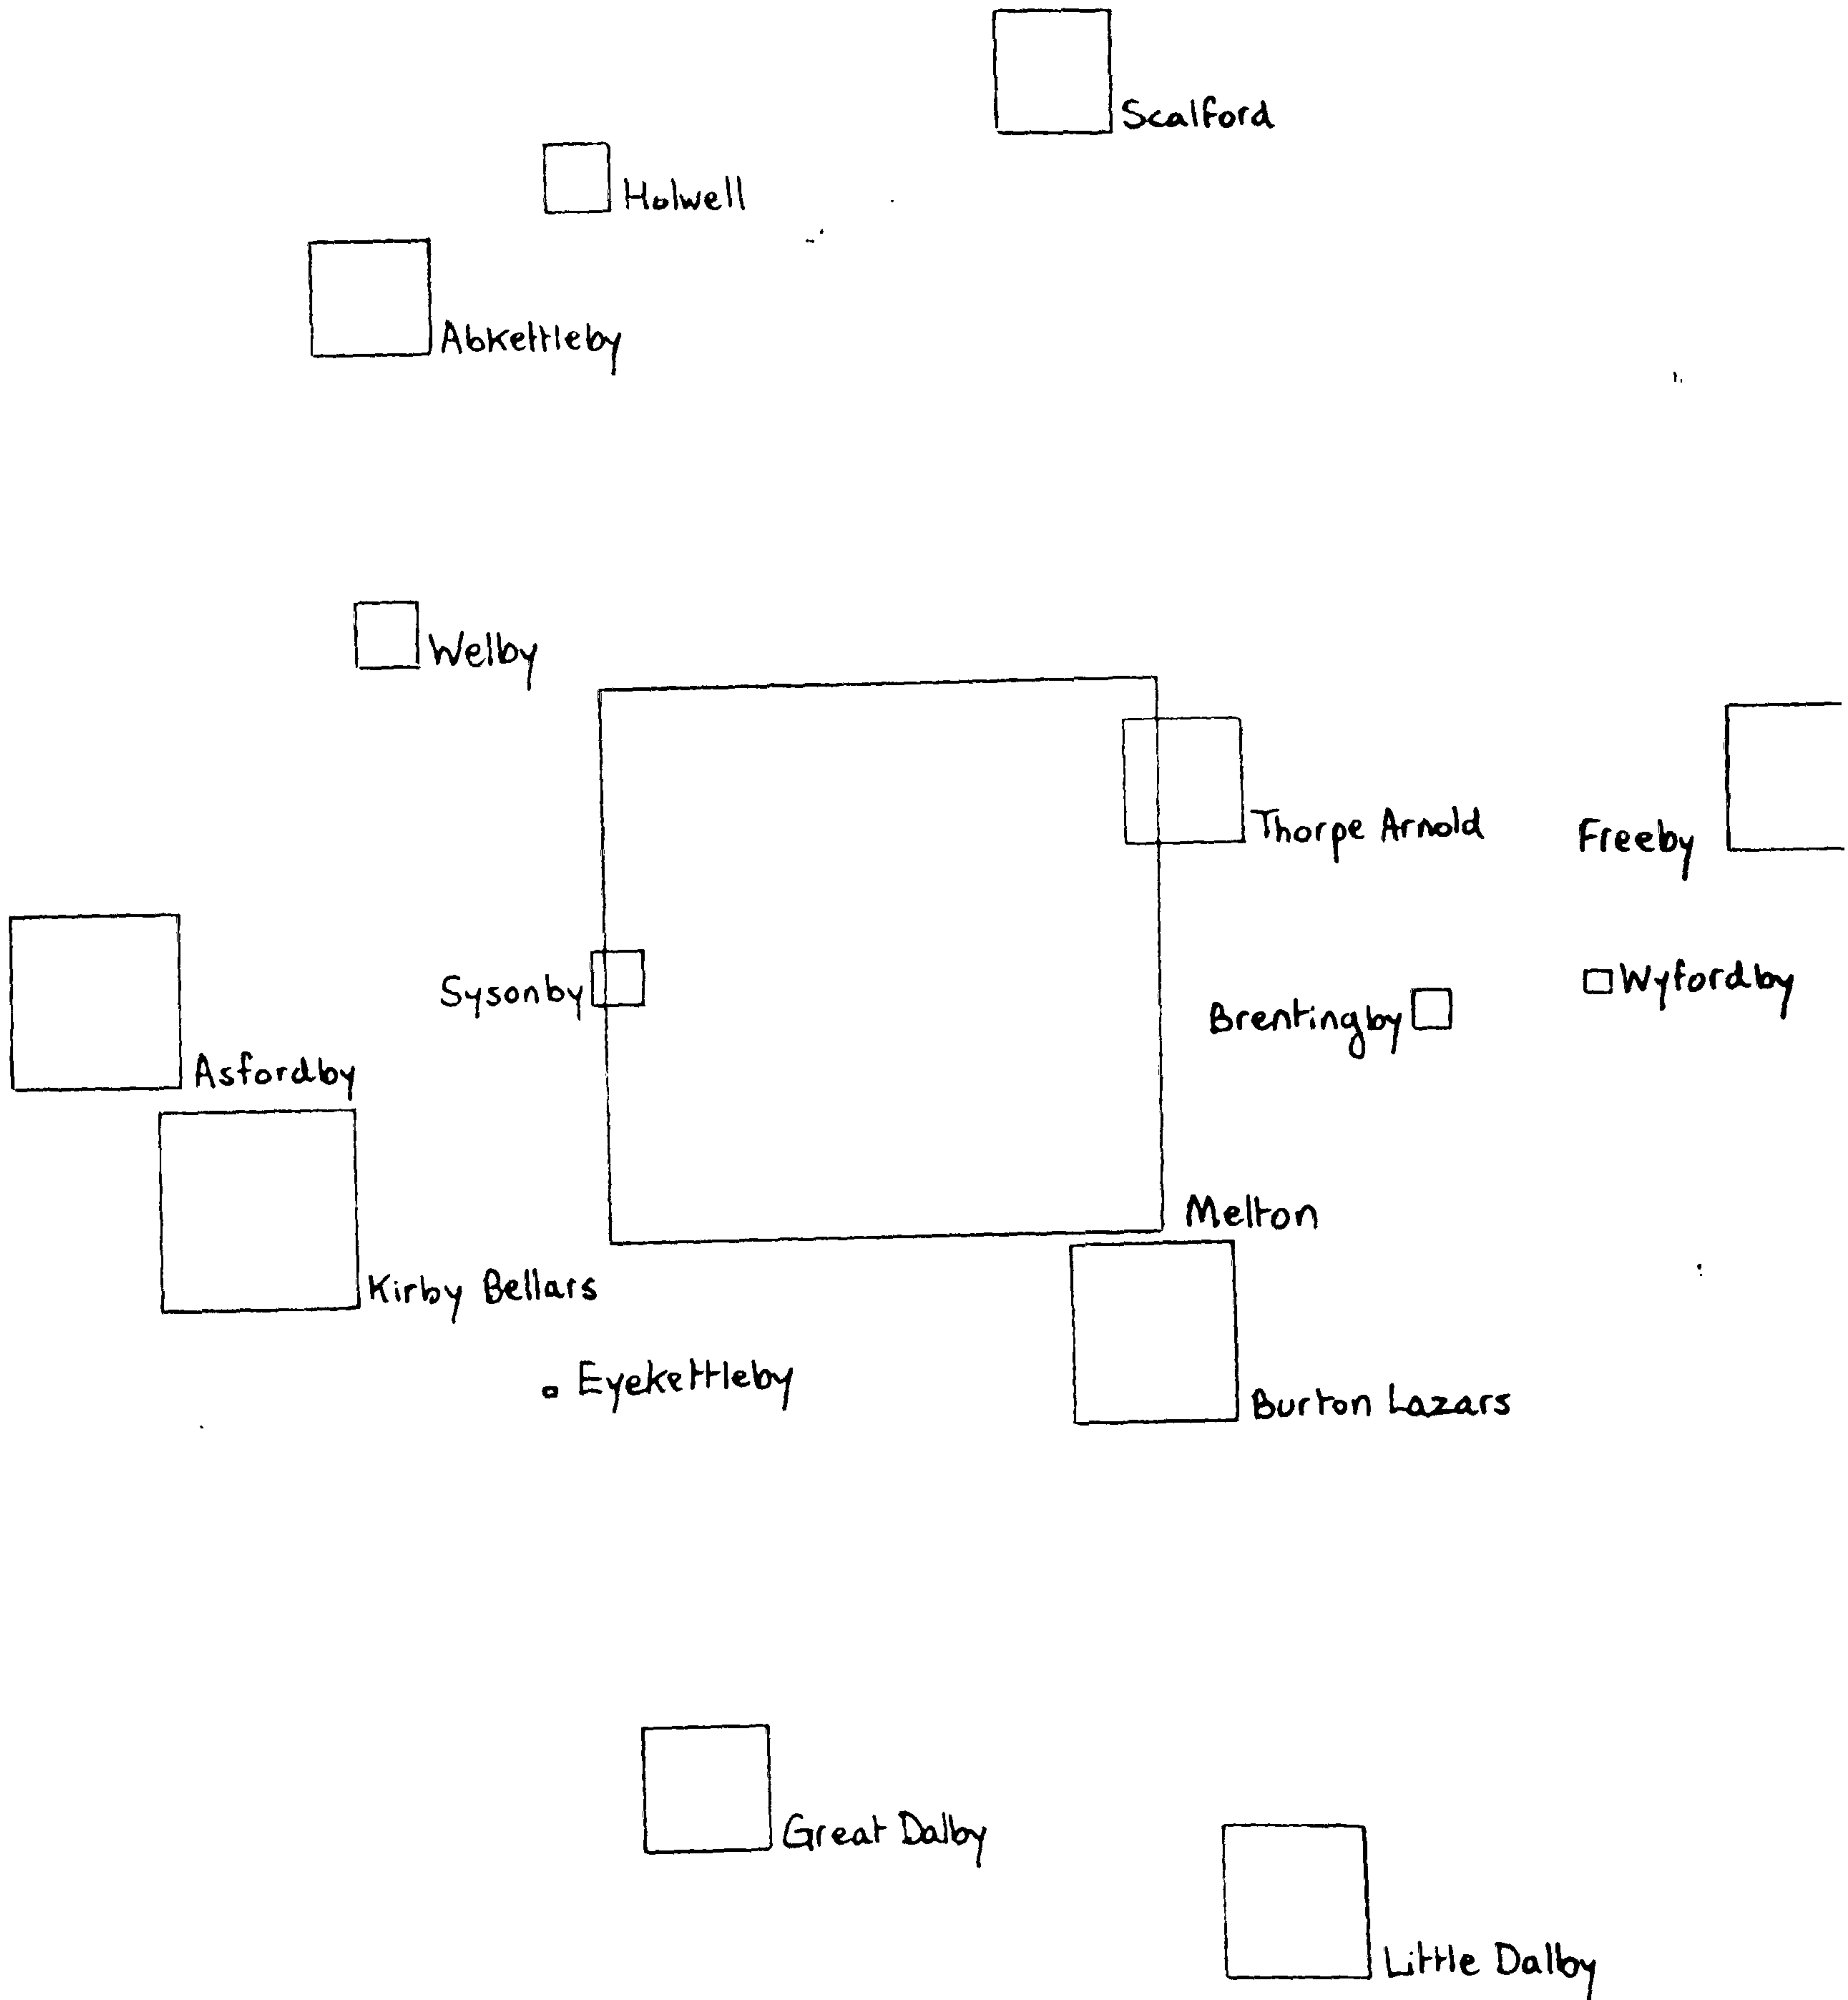 Scalford
Holwell
Abkettleby
Welby
Thorpe Arnold
Freeby
Sysonby
Wyfordby
Brentingby
Asfordby
Melton
Kirby Bellars
Eyekettleby
Burton Lazars
Great Dalby
Little Dalby